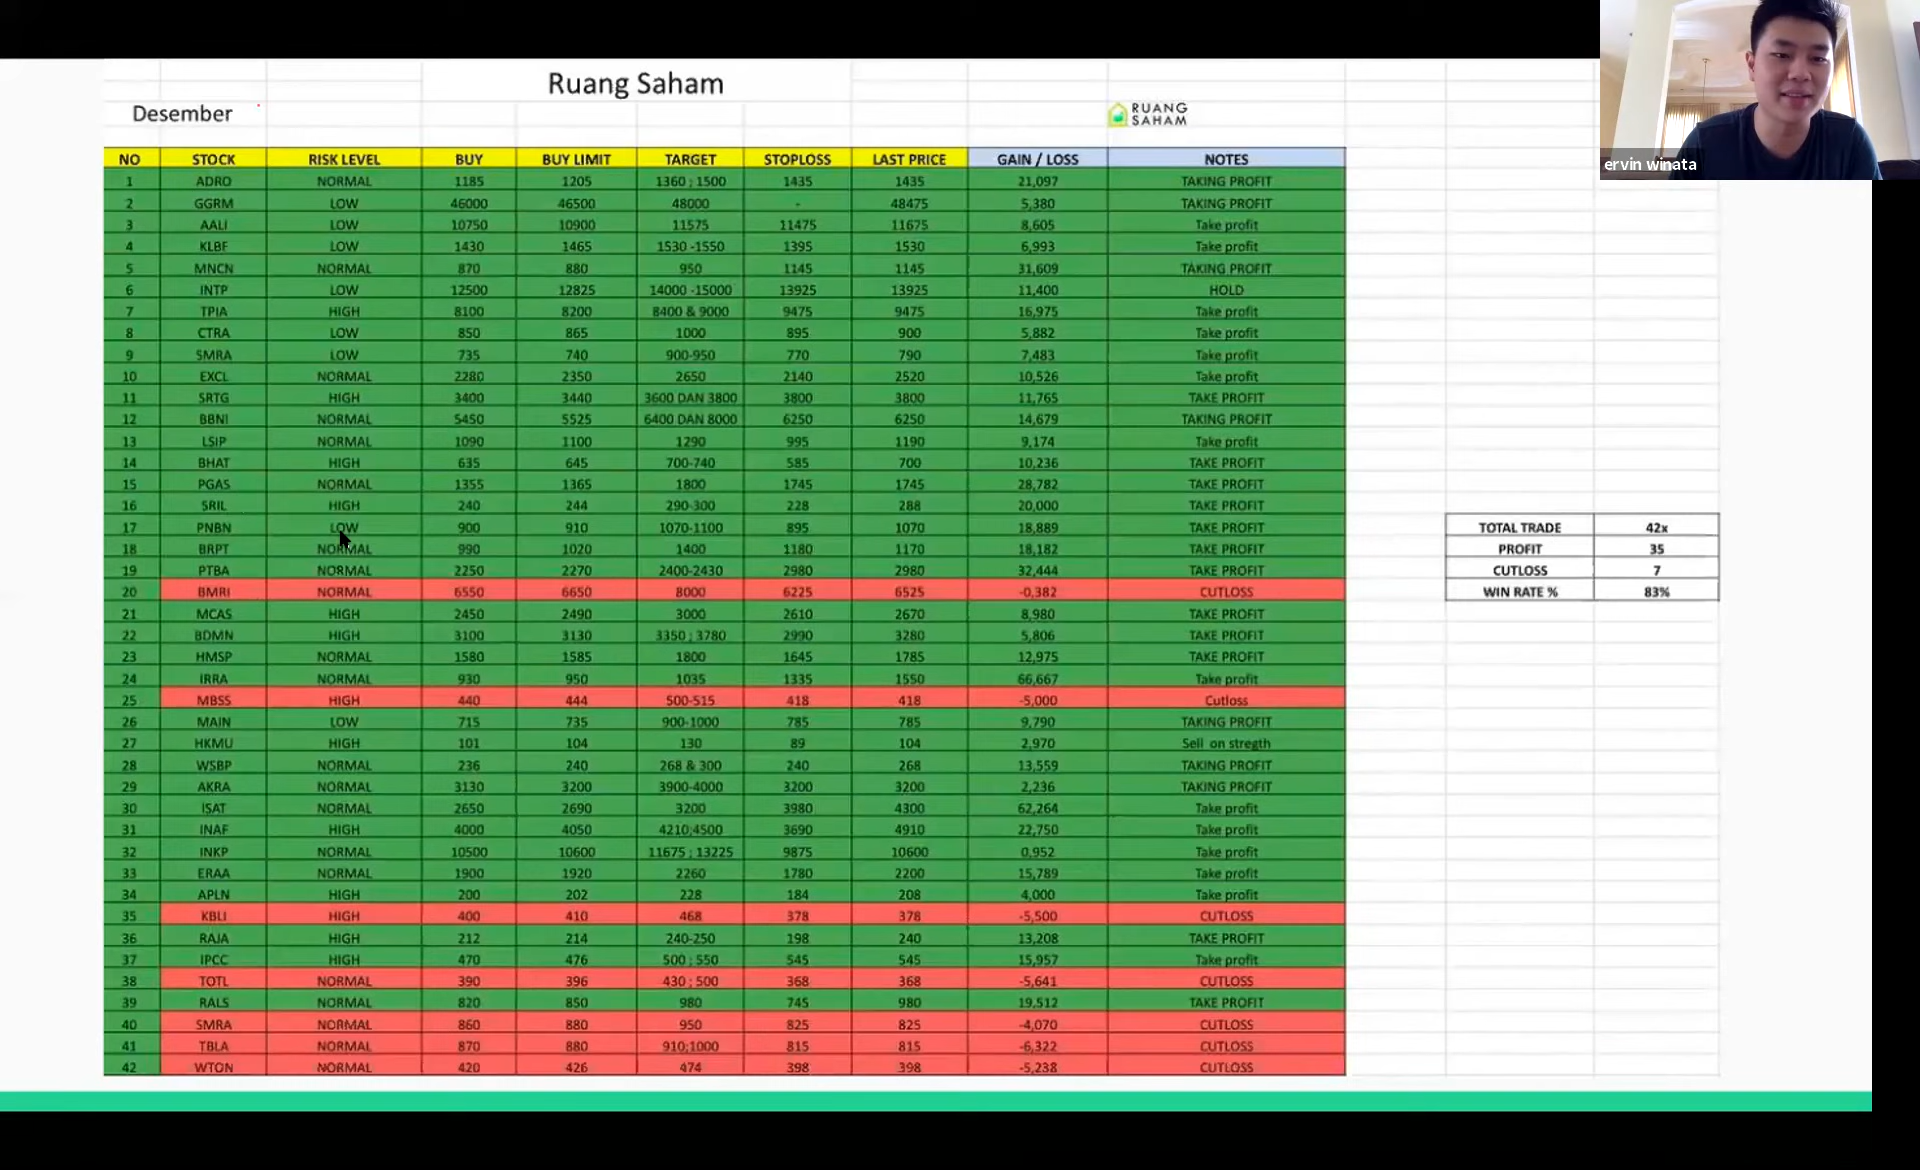 ervin winata
Ruang Saham
Desember
RUANG
SAHAM
NO STOCK RISK LEVEL BUY BUY LIMIT TARGET STOPLOSS LAST PRICE GAIN / LOSS NOTES
1 ADRO NORMAL 1185 1205 1360 ; 1500 1435 1435 21,097 TAKING PROFIT
2 GGRM LOW 46000 46500 48000 - 48475 5,380 TAKING PROFIT
3 AALI LOW 10750 10900 11575 11475 11675 8,605 Take profit
4 KLBF LOW 1430 1465 1530 -1550 1395 1530 6,993 Take profit
5 MNCN NORMAL 870 880 950 1145 1145 31,609 TAKING PROFIT
6 INTP LOW 12500 12825 14000 -15000 13925 13925 11,400 HOLD
7 TPIA HIGH 8100 8200 8400 & 9000 9475 9475 16,975 Take profit
8 CTRA LOW 850 865 1000 895 900 5,882 Take profit
9 SMRA LOW 735 740 900-950 770 790 7,483 Take profit
10 EXCL NORMAL 2280 2350 2650 2140 2520 10,526 Take profit
11 SRTG HIGH 3400 3440 3600 DAN 3800 3800 3800 11,765 TAKE PROFIT
12 BBNI NORMAL 5450 5525 6400 DAN 8000 6250 6250 14,679 TAKING PROFIT
13 LSIP NORMAL 1090 1100 1290 995 1190 9,174 Take profit
14 BHAT HIGH 635 645 700-740 585 700 10,236 TAKE PROFIT
15 PGAS NORMAL 1355 1365 1800 1745 1745 28,782 TAKE PROFIT
16 SRIL HIGH 240 244 290-300 228 288 20,000 TAKE PROFIT
17 PNBN LOW 900 910 1070-1100 895 1070 18,889 TAKE PROFIT
18 BRPT NORMAL 990 1020 1400 1180 1170 18,182 TAKE PROFIT
19 PTBA NORMAL 2250 2270 2400-2430 2980 2980 32,444 TAKE PROFIT
20 BMRI NORMAL 6550 6650 8000 6225 6525 -0,382 CUTLOSS
21 MCAS HIGH 2450 2490 3000 2610 2670 8,980 TAKE PROFIT
22 BDMN HIGH 3100 3130 3350 ; 3780 2990 3280 5,806 TAKE PROFIT
23 HMSP NORMAL 1580 1585 1800 1645 1785 12,975 TAKE PROFIT
24 IRRA NORMAL 930 950 1035 1335 1550 66,667 Take profit
25 MBSS HIGH 440 444 500-515 418 418 -5,000 Cutloss
26 MAIN LOW 715 735 900-1000 785 785 9,790 TAKING PROFIT
27 HKMU HIGH 101 104 130 89 104 2,970 Sell on stregth
28 WSBP NORMAL 236 240 268 & 300 240 268 13,559 TAKING PROFIT
29 AKRA NORMAL 3130 3200 3900-4000 3200 3200 2,236 TAKING PROFIT
30 ISAT NORMAL 2650 2690 3200 3980 4300 62,264 Take profit
31 INAF HIGH 4000 4050 4210;4500 3690 4910 22,750 Take profit
32 INKP NORMAL 10500 10600 11675 ; 13225 9875 10600 0,952 Take profit
33 ERAA NORMAL 1900 1920 2260 1780 2200 15,789 Take profit
34 APLN HIGH 200 202 228 184 208 4,000 Take profit
35 KBLI HIGH 400 410 468 378 378 -5,500 CUTLOSS
36 RAJA HIGH 212 214 240-250 198 240 13,208 TAKE PROFIT
37 IPCC HIGH 470 476 500 ; 550 545 545 15,957 Take profit
38 TOTL NORMAL 390 396 430 ; 500 368 368 -5,641 CUTLOSS
39 RALS NORMAL 820 850 980 745 980 19,512 TAKE PROFIT
40 SMRA NORMAL 860 880 950 825 825 -4,070 CUTLOSS
41 TBLA NORMAL 870 880 910;1000 815 815 -6,322 CUTLOSS
42 WTON NORMAL 420 426 474 398 398 -5,238 CUTLOSS
TOTAL TRADE 42x
PROFIT 35
CUTLOSS 7
WIN RATE % 83%